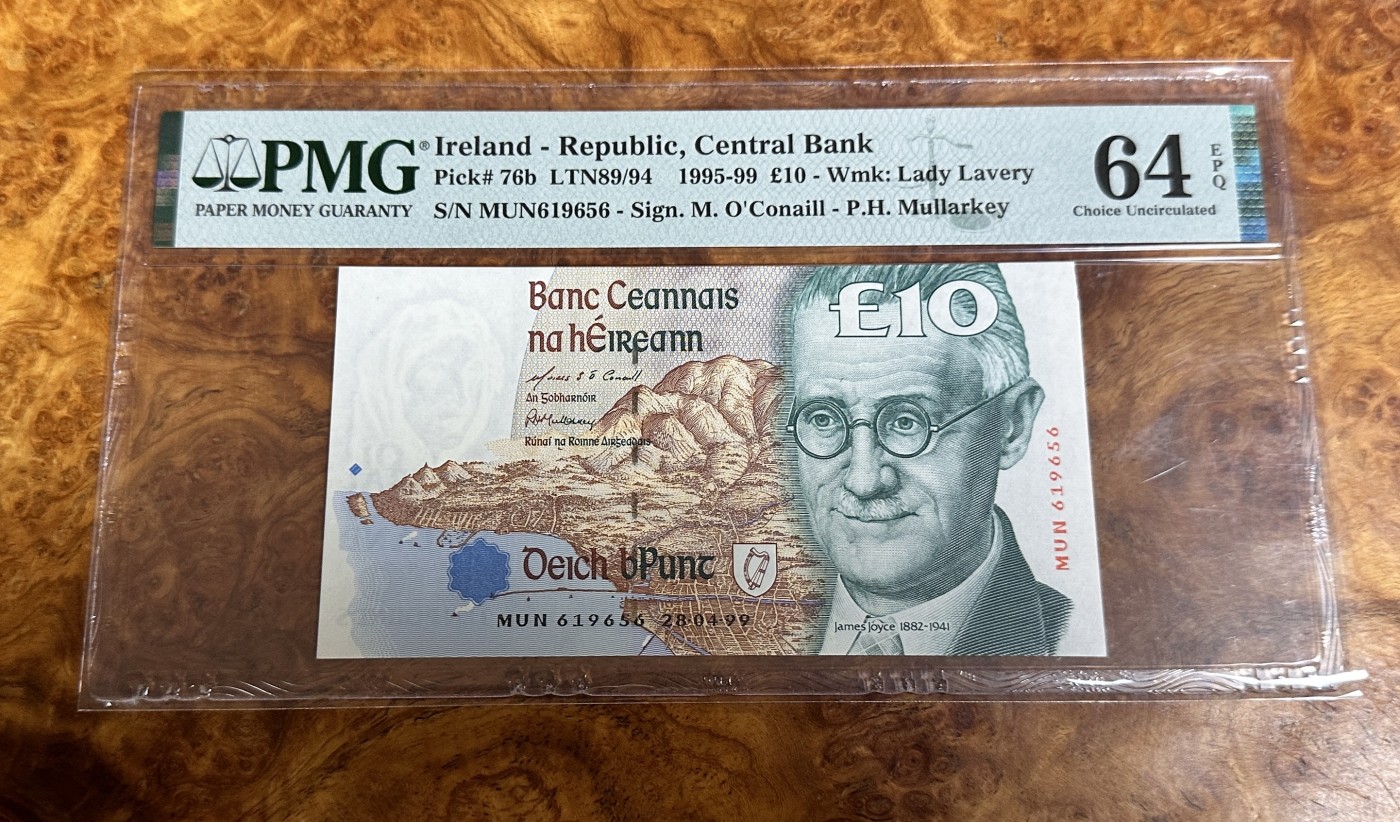 PMG®
PAPER MONEY GUARANTY
Ireland - Republic, Central Bank
Pick# 76b LTN89/94 1995-99 £10 - Wmk: Lady Lavery
S/N MUN619656 - Sign. M. O'Conaill - P.H. Mullarkey
64
EPQ
Choice Uncirculated
Banc Ceannais
na hÉireann
£10
An Gobharnóir
Rúnaí na Roinne Airgeadais
MUN 619656
Deich bPunt
MUN 619656 28·04·99
James Joyce 1882-1941